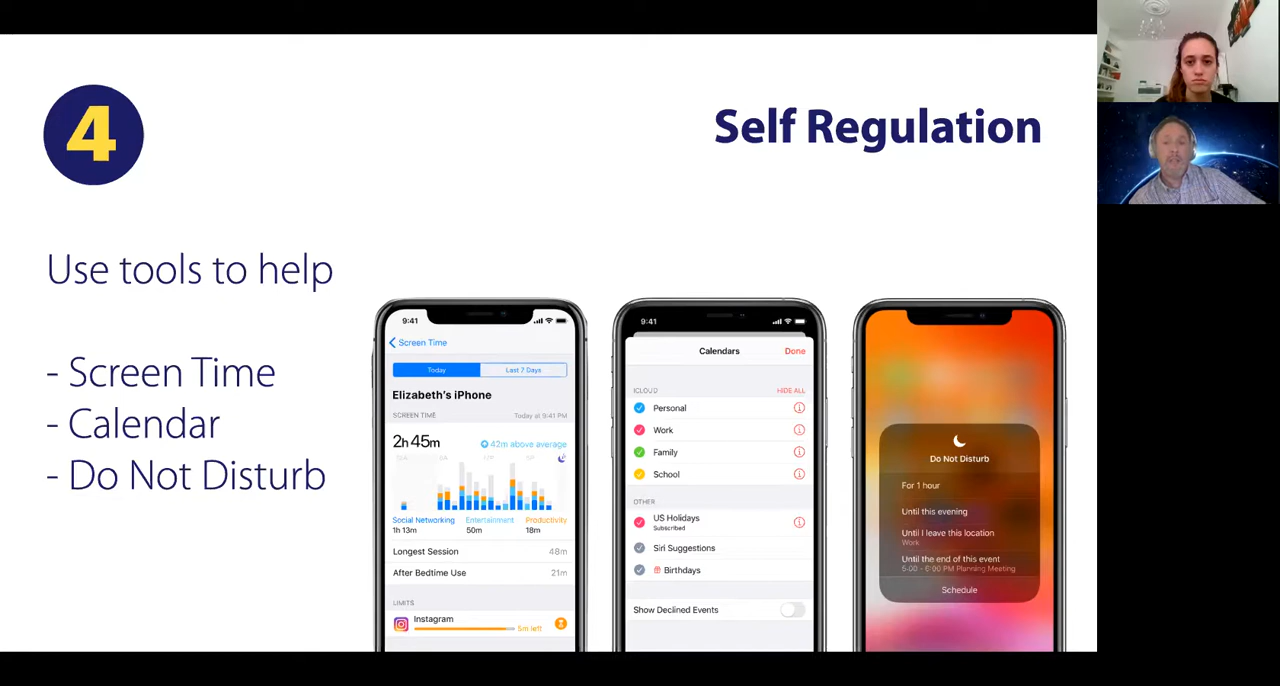 4
Self Regulation
Use tools to help
- Screen Time
- Calendar
- Do Not Disturb
9:41
Screen Time
Today
Last 7 Days
Elizabeth's iPhone
SCREEN TIME
Today at 9:41 PM
2h 45m
42m above average
Social Networking
Entertainment
Productivity
1h 13m
50m
18m
Longest Session
48m
After Bedtime Use
21m
LIMITS
Instagram
5m left
9:41
Calendars
Done
ICLOUD
HIDE ALL
Personal
Work
Family
School
OTHER
US Holidays
Subscribed
Siri Suggestions
Birthdays
Show Declined Events
Do Not Disturb
For 1 hour
Until this evening
Until I leave this location
Work
Until the end of this event
5:00 - 6:00 PM Planning Meeting
Schedule